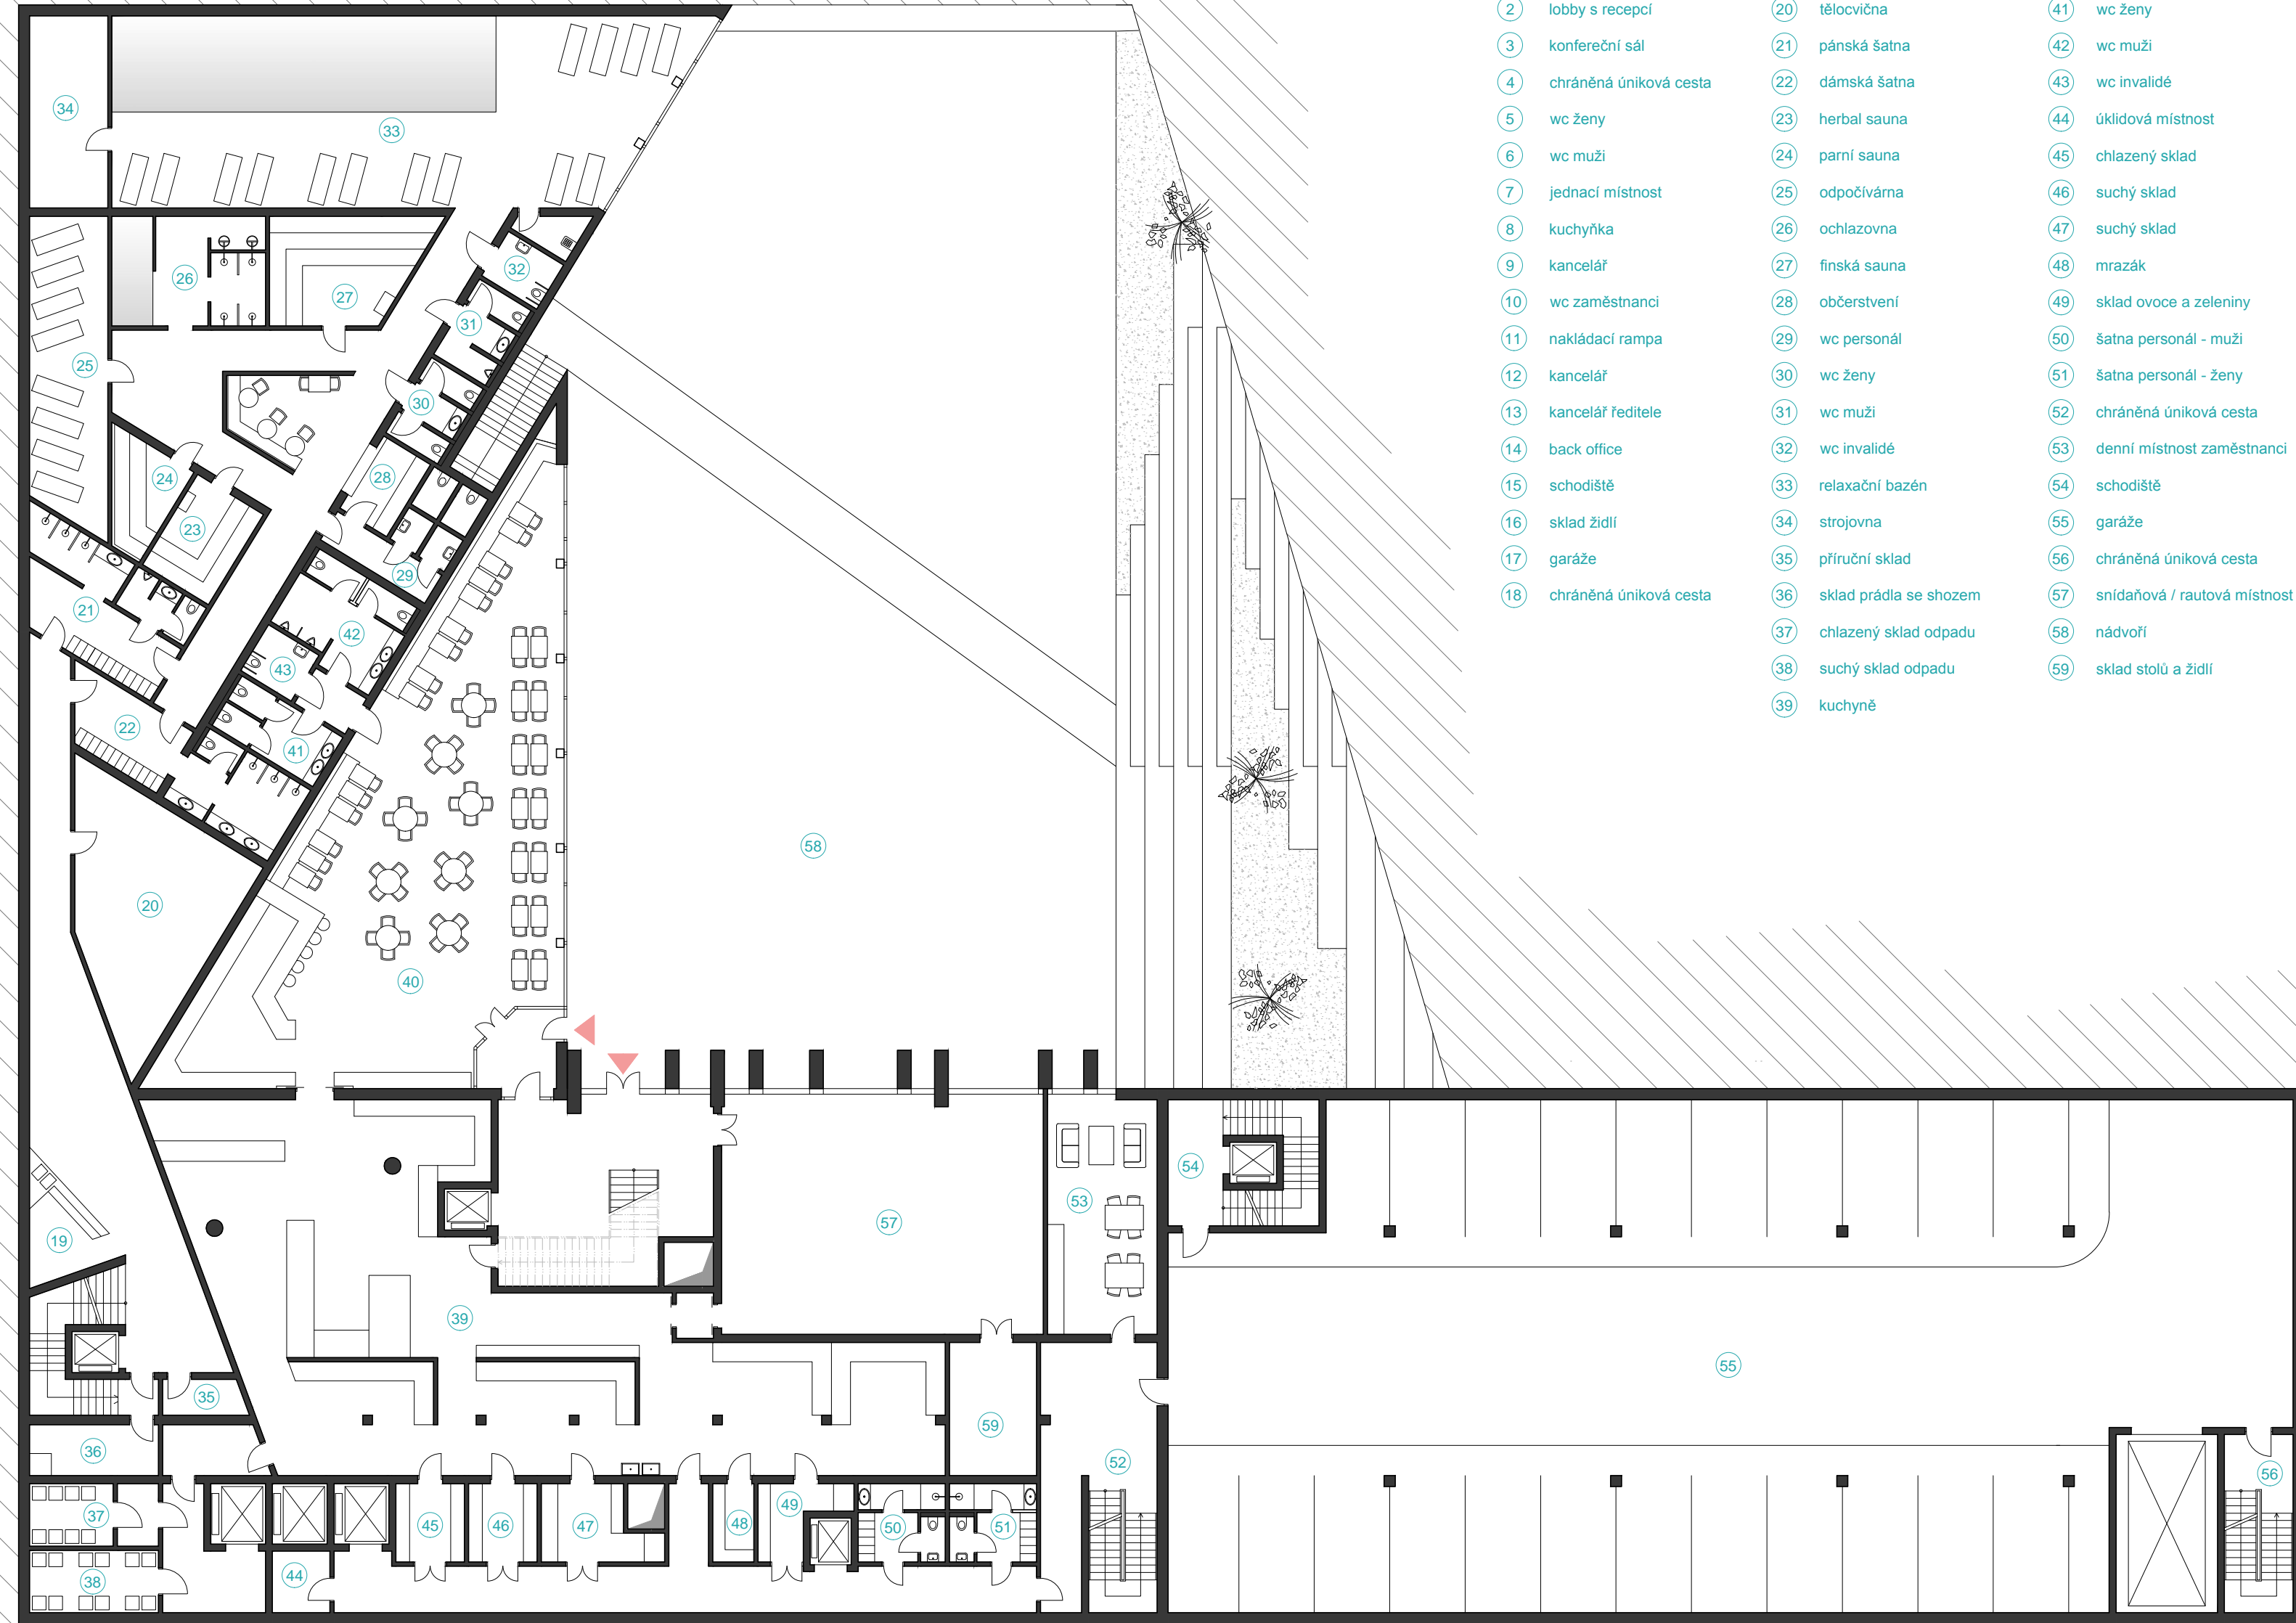 2 lobby s recepcí
3 konfereční sál
4 chráněná úniková cesta
5 wc ženy
6 wc muži
7 jednací místnost
8 kuchyňka
9 kancelář
10 wc zaměstnanci
11 nakládací rampa
12 kancelář
13 kancelář ředitele
14 back office
15 schodiště
16 sklad židlí
17 garáže
18 chráněná úniková cesta
20 tělocvična
21 pánská šatna
22 dámská šatna
23 herbal sauna
24 parní sauna
25 odpočívárna
26 ochlazovna
27 finská sauna
28 občerstvení
29 wc personál
30 wc ženy
31 wc muži
32 wc invalidé
33 relaxační bazén
34 strojovna
35 příruční sklad
36 sklad prádla se shozem
37 chlazený sklad odpadu
38 suchý sklad odpadu
39 kuchyně
41 wc ženy
42 wc muži
43 wc invalidé
44 úklidová místnost
45 chlazený sklad
46 suchý sklad
47 suchý sklad
48 mrazák
49 sklad ovoce a zeleniny
50 šatna personál - muži
51 šatna personál - ženy
52 chráněná úniková cesta
53 denní místnost zaměstnanci
54 schodiště
55 garáže
56 chráněná úniková cesta
57 snídaňová / rautová místnost
58 nádvoří
59 sklad stolů a židlí
34
33
26
32
27
31
25
30
28
24
23
29
21
42
43
22
41
58
20
40
54
53
57
19
39
55
35
59
36
52
56
49
37
45
46
47
48
50
51
44
38